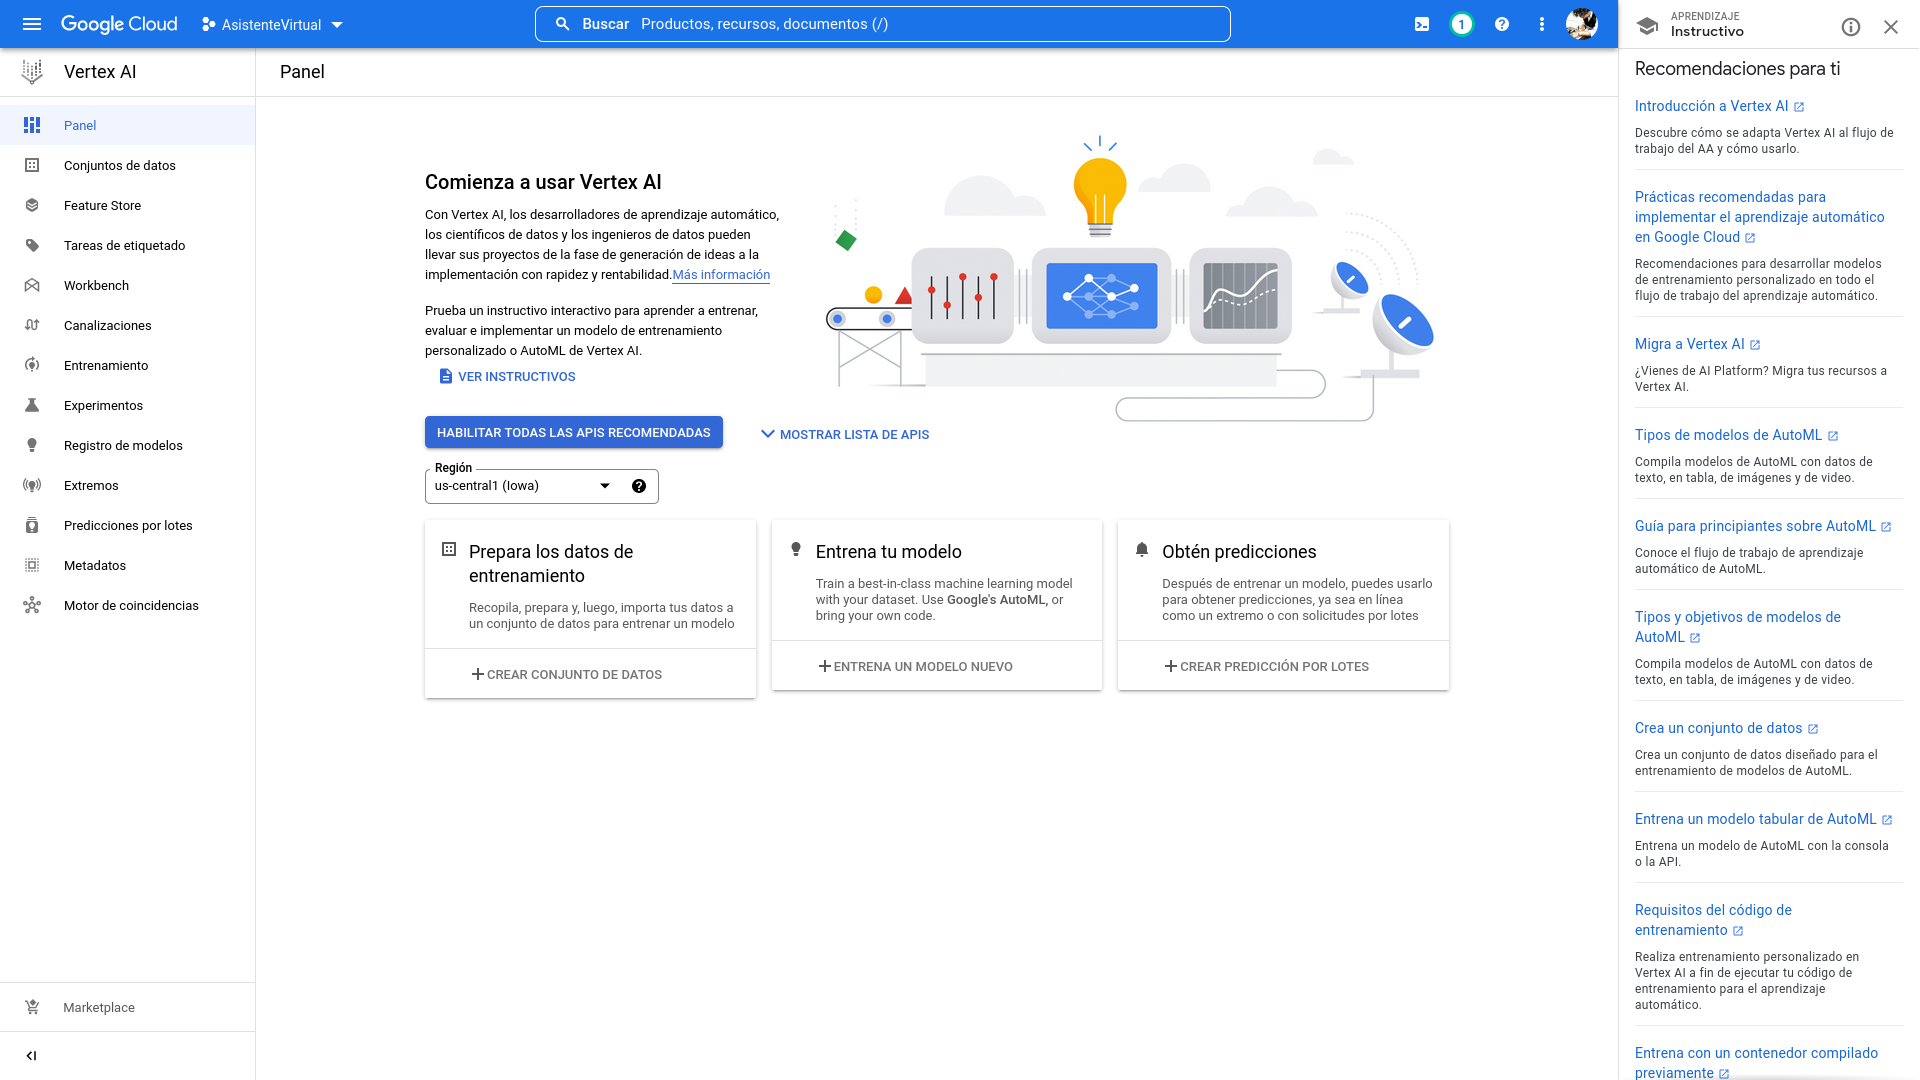 Google Cloud
AsistenteVirtual
Buscar Productos, recursos, documentos (/)
1
APRENDIZAJE
Instructivo
Vertex AI
Panel
Panel
Conjuntos de datos
Feature Store
Tareas de etiquetado
Workbench
Canalizaciones
Entrenamiento
Experimentos
Registro de modelos
Extremos
Predicciones por lotes
Metadatos
Motor de coincidencias
Marketplace
Comienza a usar Vertex AI
Con Vertex AI, los desarrolladores de aprendizaje automático,
los científicos de datos y los ingenieros de datos pueden
llevar sus proyectos de la fase de generación de ideas a la
implementación con rapidez y rentabilidad.Más información
Prueba un instructivo interactivo para aprender a entrenar,
evaluar e implementar un modelo de entrenamiento
personalizado o AutoML de Vertex AI.
VER INSTRUCTIVOS
HABILITAR TODAS LAS APIS RECOMENDADAS
MOSTRAR LISTA DE APIS
Región
us-central1 (Iowa)
Prepara los datos de
entrenamiento
Recopila, prepara y, luego, importa tus datos a
un conjunto de datos para entrenar un modelo
CREAR CONJUNTO DE DATOS
Entrena tu modelo
Train a best-in-class machine learning model
with your dataset. Use Google's AutoML, or
bring your own code.
ENTRENA UN MODELO NUEVO
Obtén predicciones
Después de entrenar un modelo, puedes usarlo
para obtener predicciones, ya sea en línea
como un extremo o con solicitudes por lotes
CREAR PREDICCIÓN POR LOTES
Recomendaciones para ti
Introducción a Vertex AI
Descubre cómo se adapta Vertex AI al flujo de
trabajo del AA y cómo usarlo.
Prácticas recomendadas para
implementar el aprendizaje automático
en Google Cloud
Recomendaciones para desarrollar modelos
de entrenamiento personalizado en todo el
flujo de trabajo del aprendizaje automático.
Migra a Vertex AI
¿Vienes de AI Platform? Migra tus recursos a
Vertex AI.
Tipos de modelos de AutoML
Compila modelos de AutoML con datos de
texto, en tabla, de imágenes y de video.
Guía para principiantes sobre AutoML
Conoce el flujo de trabajo de aprendizaje
automático de AutoML.
Tipos y objetivos de modelos de
AutoML
Compila modelos de AutoML con datos de
texto, en tabla, de imágenes y de video.
Crea un conjunto de datos
Crea un conjunto de datos diseñado para el
entrenamiento de modelos de AutoML.
Entrena un modelo tabular de AutoML
Entrena un modelo de AutoML con la consola
o la API.
Requisitos del código de
entrenamiento
Realiza entrenamiento personalizado en
Vertex AI a fin de ejecutar tu código de
entrenamiento para el aprendizaje
automático.
Entrena con un contenedor compilado
previamente